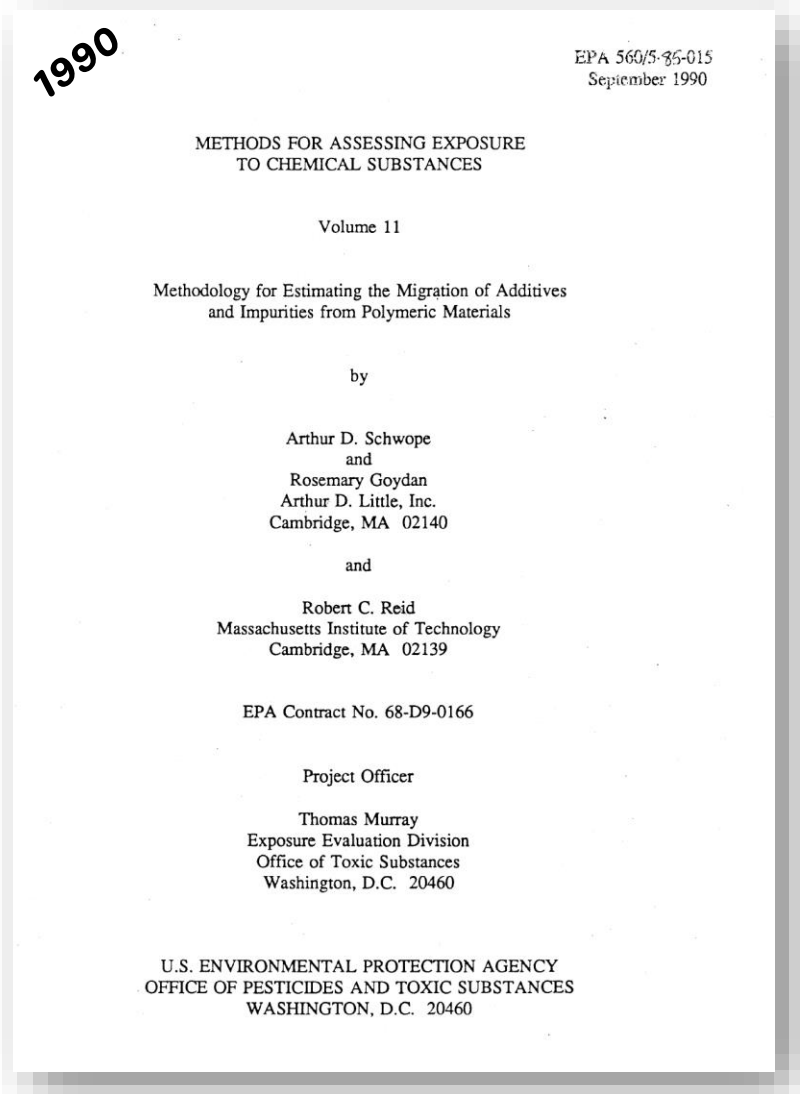 1990
EPA 560/5-85-015
September 1990
METHODS FOR ASSESSING EXPOSURE
TO CHEMICAL SUBSTANCES
Volume 11
Methodology for Estimating the Migration of Additives
and Impurities from Polymeric Materials
by
Arthur D. Schwope
and
Rosemary Goydan
Arthur D. Little, Inc.
Cambridge, MA 02140
and
Robert C. Reid
Massachusetts Institute of Technology
Cambridge, MA 02139
EPA Contract No. 68-D9-0166
Project Officer
Thomas Murray
Exposure Evaluation Division
Office of Toxic Substances
Washington, D.C. 20460
U.S. ENVIRONMENTAL PROTECTION AGENCY
OFFICE OF PESTICIDES AND TOXIC SUBSTANCES
WASHINGTON, D.C. 20460